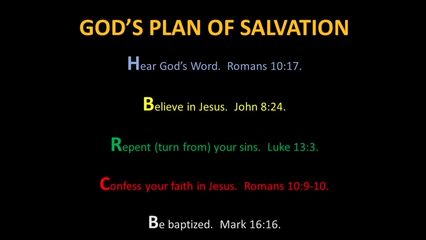 GOD’S PLAN OF SALVATION
Hear God’s Word. Romans 10:17.
Believe in Jesus. John 8:24.
Repent (turn from) your sins. Luke 13:3.
Confess your faith in Jesus. Romans 10:9-10.
Be baptized. Mark 16:16.